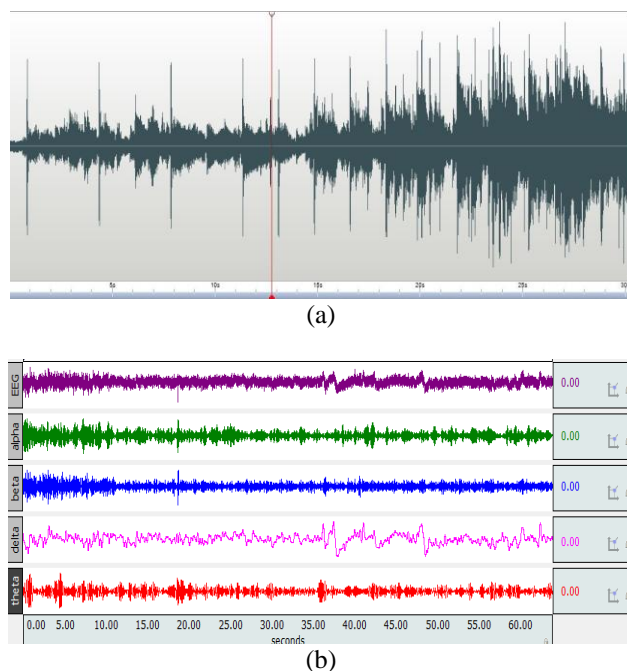 5s 10s 15s 20s 25s 30
(a)
EEG 0.00
alpha 0.00
beta 0.00
delta 0.00
theta 0.00
0.00 5.00 10.00 15.00 20.00 25.00 30.00 35.00 40.00 45.00 50.00 55.00 60.00
seconds
(b)